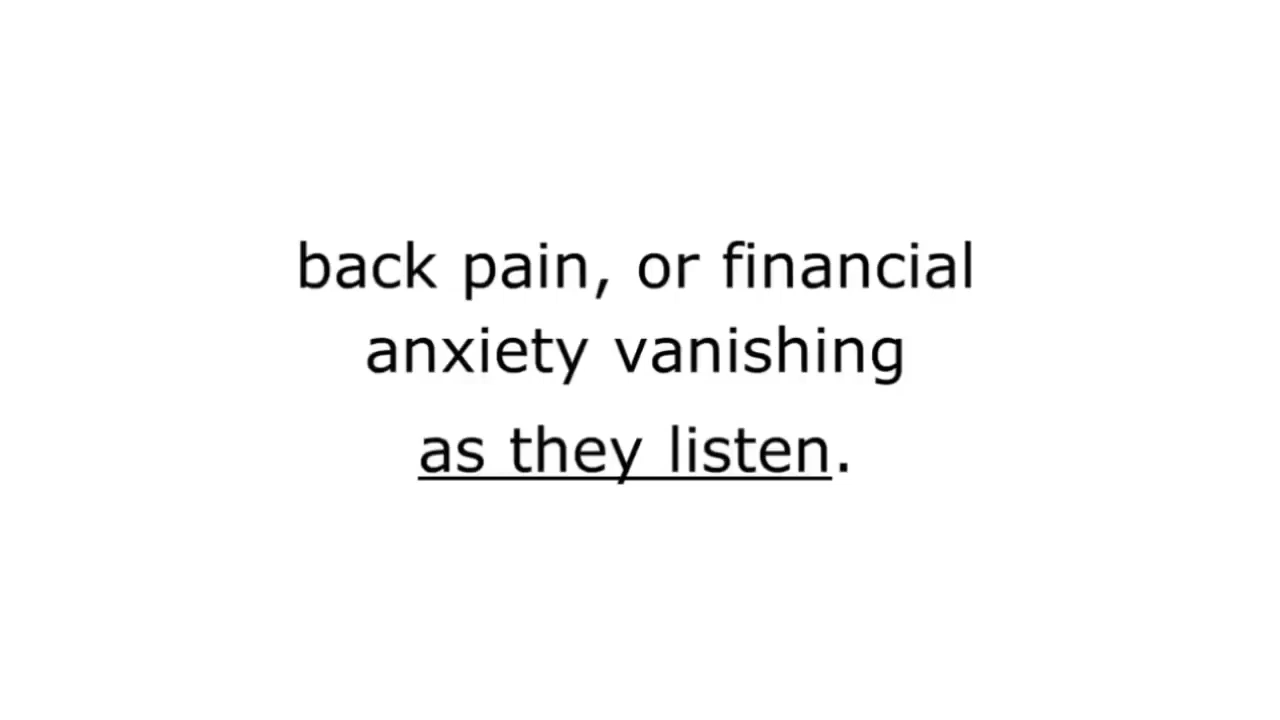 back pain, or financial
anxiety vanishing
as they listen.